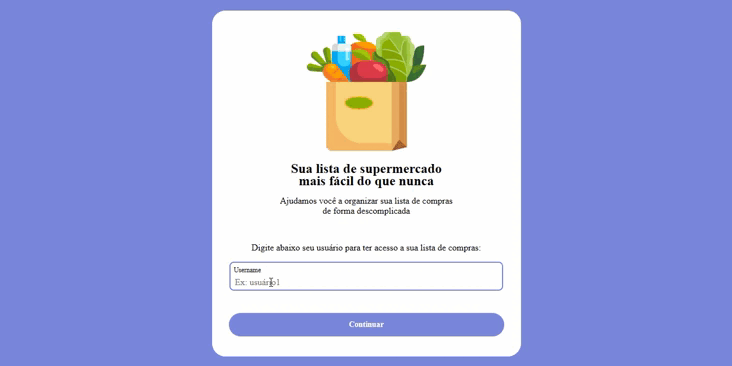 Sua lista de supermercado
mais fácil do que nunca
Ajudamos você a organizar sua lista de compras
de forma descomplicada
Digite abaixo seu usuário para ter acesso a sua lista de compras:
Username
Ex: usuário1
Continuar